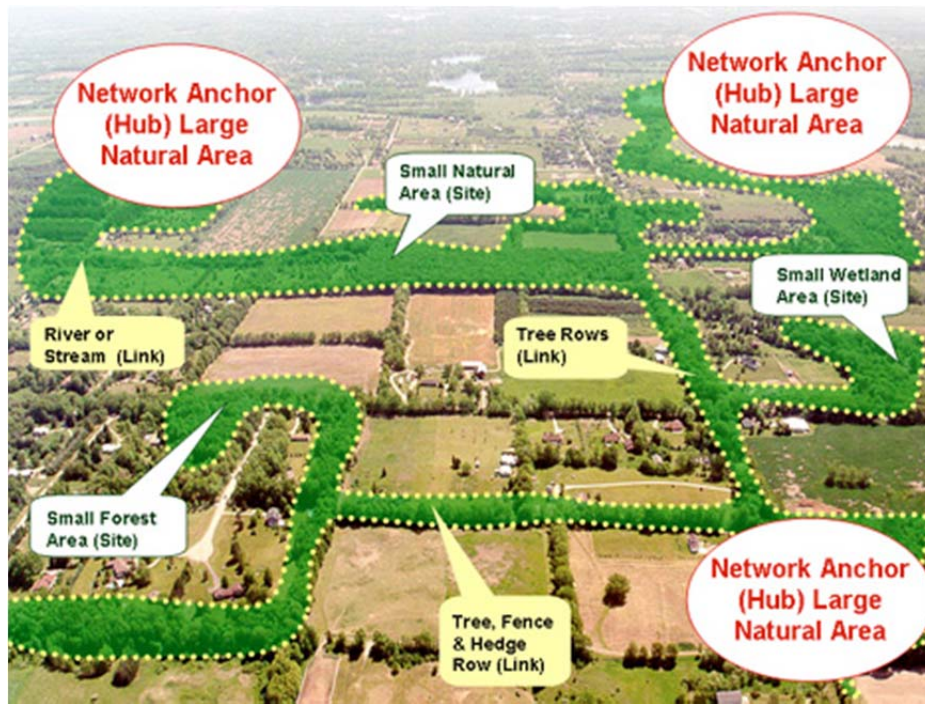 Network Anchor
(Hub) Large
Natural Area
Network Anchor
(Hub) Large
Natural Area
Small Natural
Area (Site)
Small Wetland
Area (Site)
River or
Stream (Link)
Tree Rows
(Link)
Small Forest
Area (Site)
Tree, Fence
& Hedge
Row (Link)
Network Anchor
(Hub) Large
Natural Area